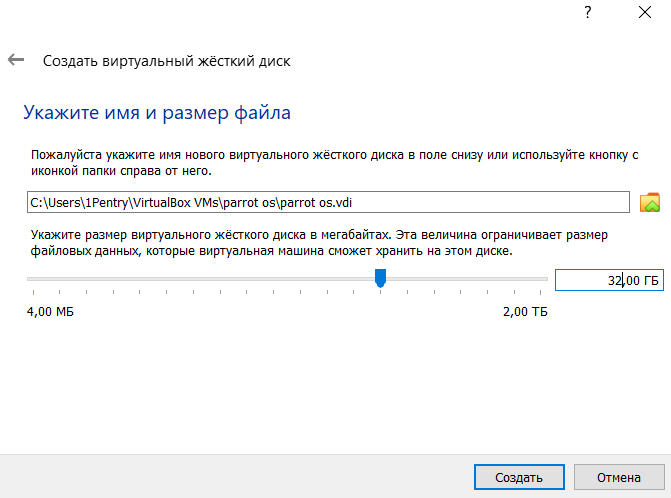 ?
Создать виртуальный жёсткий диск
Укажите имя и размер файла
Пожалуйста укажите имя нового виртуального жёсткого диска в поле снизу или используйте кнопку с
иконкой папки справа от него.
C:\Users\1Pentry\VirtualBox VMs\parrot os\parrot os.vdi
Укажите размер виртуального жёсткого диска в мегабайтах. Эта величина ограничивает размер
файловых данных, которые виртуальная машина сможет хранить на этом диске.
32,00 ГБ
4,00 МБ 2,00 ТБ
Создать Отмена